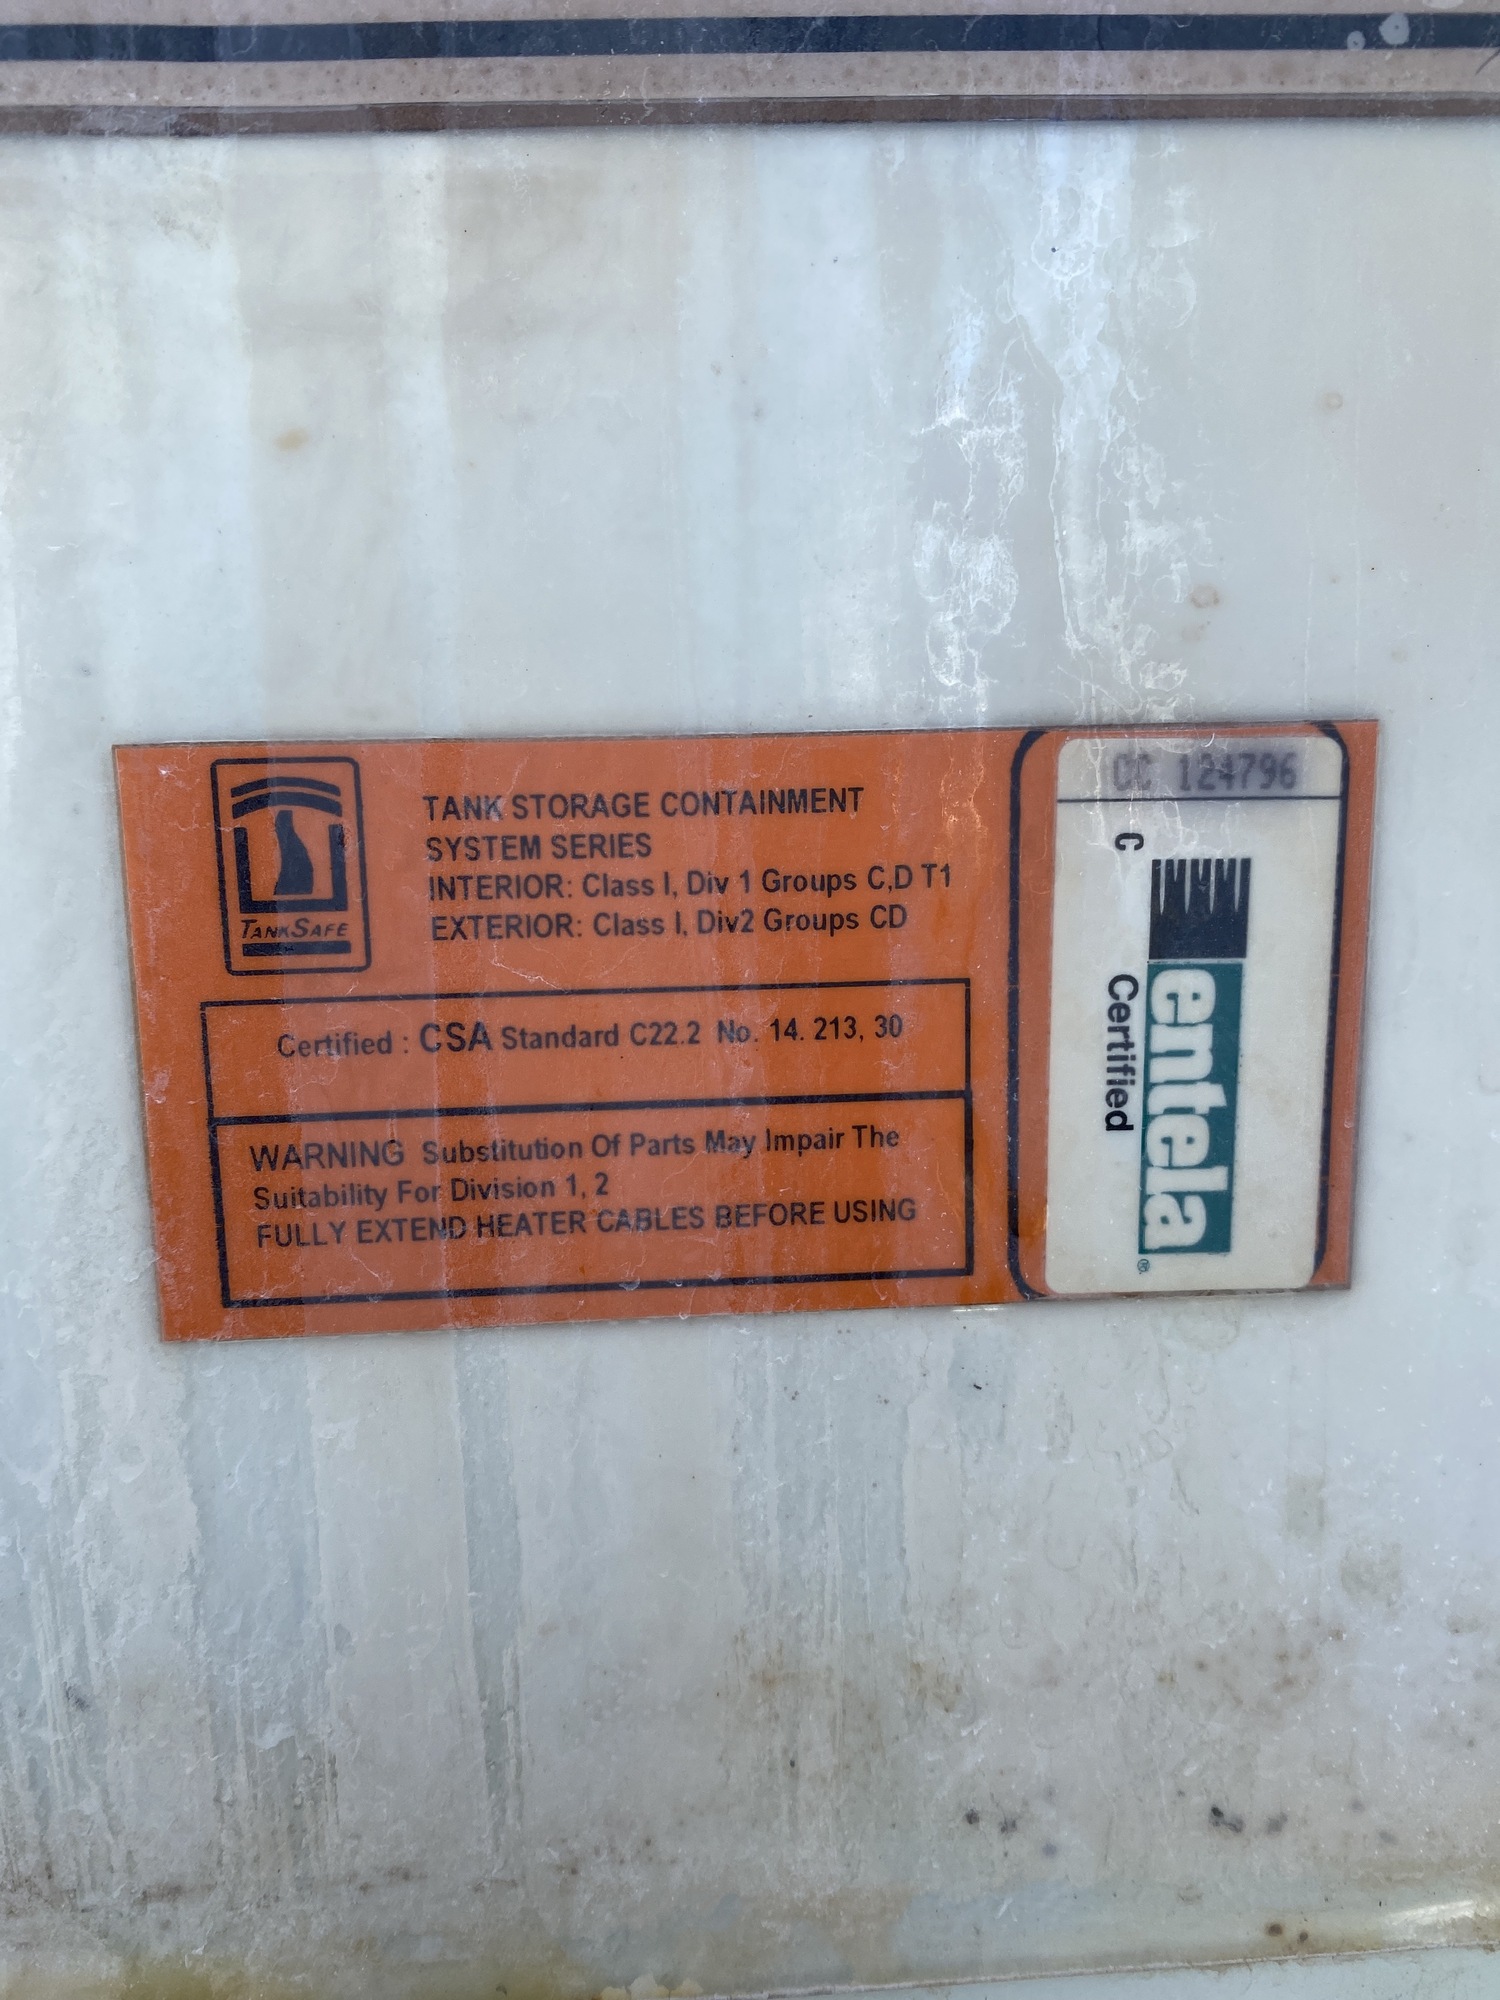 TANKSAFE
TANK STORAGE CONTAINMENT
SYSTEM SERIES
INTERIOR: Class I, Div 1 Groups C,D T1
EXTERIOR: Class I, Div2 Groups CD
Certified : CSA Standard C22.2 No. 14. 213, 30
WARNING Substitution Of Parts May Impair The
Suitability For Division 1, 2
FULLY EXTEND HEATER CABLES BEFORE USING
CC 124796
C
entela®
Certified